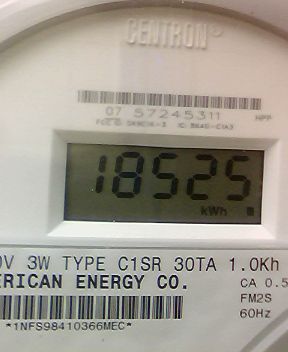 CENTRON®
07 57245311 HPP
18525
kWh
V 3W TYPE C1SR 30TA 1.0Kh
ERICAN ENERGY CO.
CA 0.5
FM2S
60Hz
*1NFS98410366MEC*